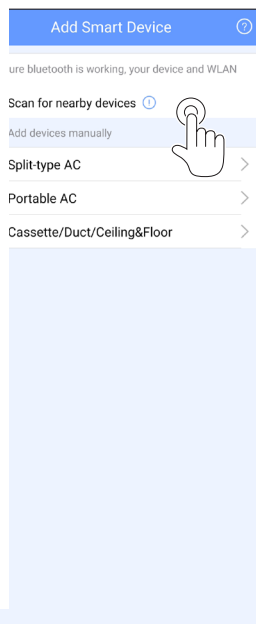 Add Smart Device
ure bluetooth is working, your device and WLAN
Scan for nearby devices
Add devices manually
Split-type AC
Portable AC
Cassette/Duct/Ceiling&Floor